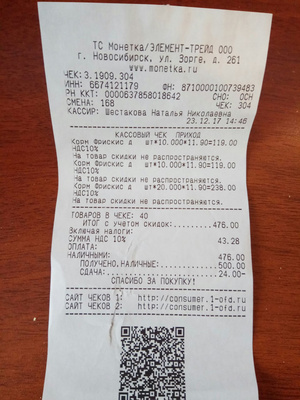 ТС Монетка/ЭЛЕМЕНТ-ТРЕЙД ООО
г. Новосибирск, ул. Зорге, д. 261
www.monetka.ru
ЧЕК:3.1909.304
ИНН: 6674121179 ФН: 8710000100739483
РН ККТ: 0000637858018642 СНО: ОСН
СМЕНА: 168 ЧЕК: 304
КАССИР: Шестакова Наталья Николаевна
23.12.17 14:46
КАССОВЫЙ ЧЕК ПРИХОД
Корм Фрискис д шт*10.000*11.90=119.00
НДС10%
На товар скидки не распространяются.
Корм Фрискис д шт*10.000*11.90=119.00
НДС10%
На товар скидки не распространяются.
Корм Фрискис д шт*20.000*11.90=238.00
НДС10%
На товар скидки не распространяются.
ТОВАРОВ В ЧЕКЕ: 40
ИТОГ с учетом скидок: 476.00
Включая налоги:
СУММА НДС 10% 43.28
ОПЛАТА:
НАЛИЧНЫМИ: 476.00
ПОЛУЧЕНО,НАЛИЧНЫЕ: 500.00
СДАЧА: 24.00-
СПАСИБО ЗА ПОКУПКУ!
САЙТ ЧЕКОВ 1: http://consumer.1-ofd.ru
САЙТ ЧЕКОВ 2: http://consumer.1-ofd.ru